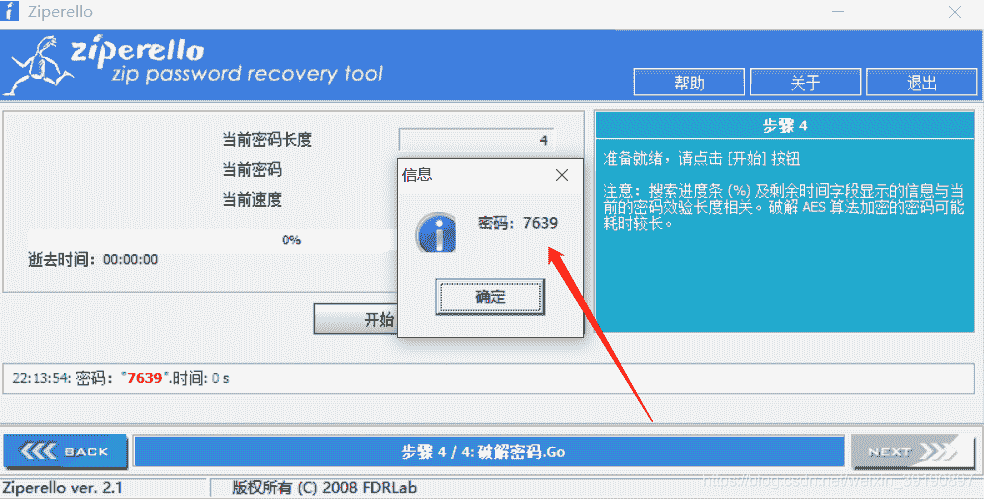 Ziperello
ziperello
zip password recovery tool
帮助
关于
退出
当前密码长度
4
当前密码
当前速度
0%
逝去时间：00:00:00
开始
信息
密码：7639
确定
步骤 4
准备就绪，请点击 [开始] 按钮
注意：搜索进度条 (%) 及剩余时间字段显示的信息与当
前的密码效验长度相关。破解 AES 算法加密的密码可能
耗时较长。
22:13:54: 密码："7639".时间: 0 s
BACK
步骤 4 / 4: 破解密码.Go
NEXT
Ziperello ver. 2.1
版权所有 (C) 2008 FDRLab